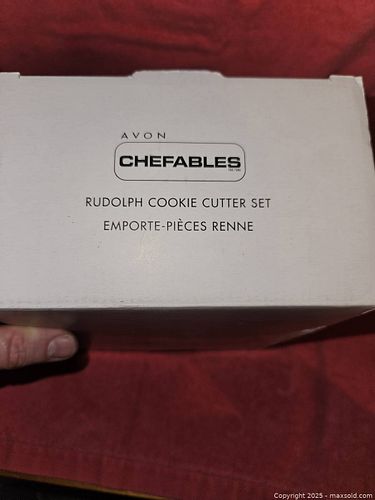 AVON
CHEFABLES
RUDOLPH COOKIE CUTTER SET
EMPORTE-PIÈCES RENNE
Copyright 2025 - maxsold.com